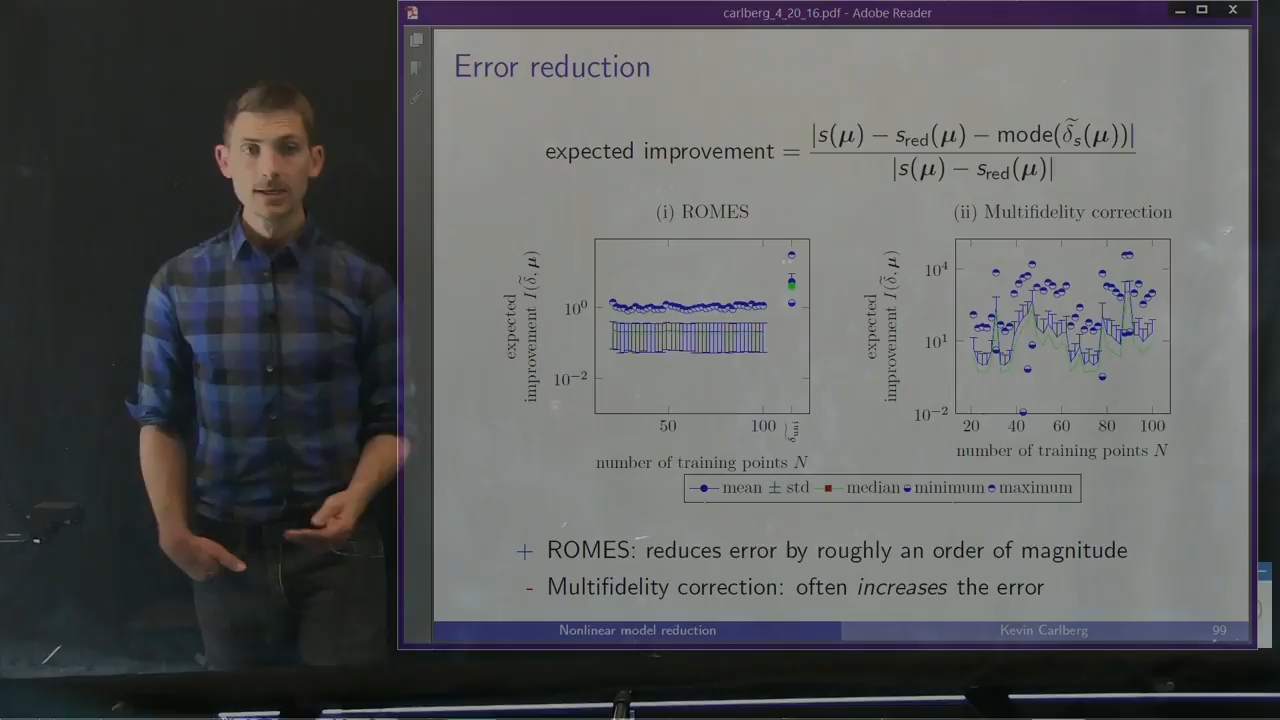 carlberg_4_20_16.pdf - Adobe Reader
Error reduction
expected improvement = |s(μ) − s_red(μ) − mode(δ̃_s(μ))| / |s(μ) − s_red(μ)|
(i) ROMES
(ii) Multifidelity correction
expected
improvement I(δ̃, μ)
10^0
10^−2
50
100
δ̃_uni
number of training points N
expected
improvement I(δ̃, μ)
10^4
10^1
10^−2
20
40
60
80
100
number of training points N
mean ± std
median
minimum
maximum
+ ROMES: reduces error by roughly an order of magnitude
- Multifidelity correction: often increases the error
Nonlinear model reduction
Kevin Carlberg
99